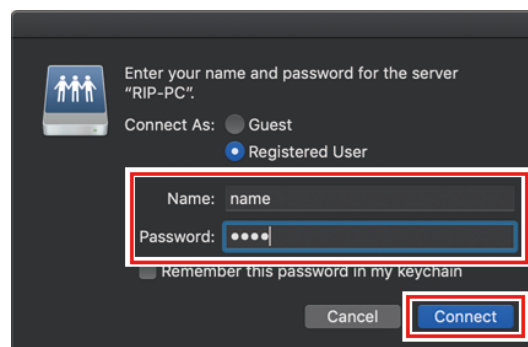 Enter your name and password for the server
“RIP-PC”.
Connect As: Guest
Registered User
Name: name
Password: ••••
Remember this password in my keychain
Cancel Connect